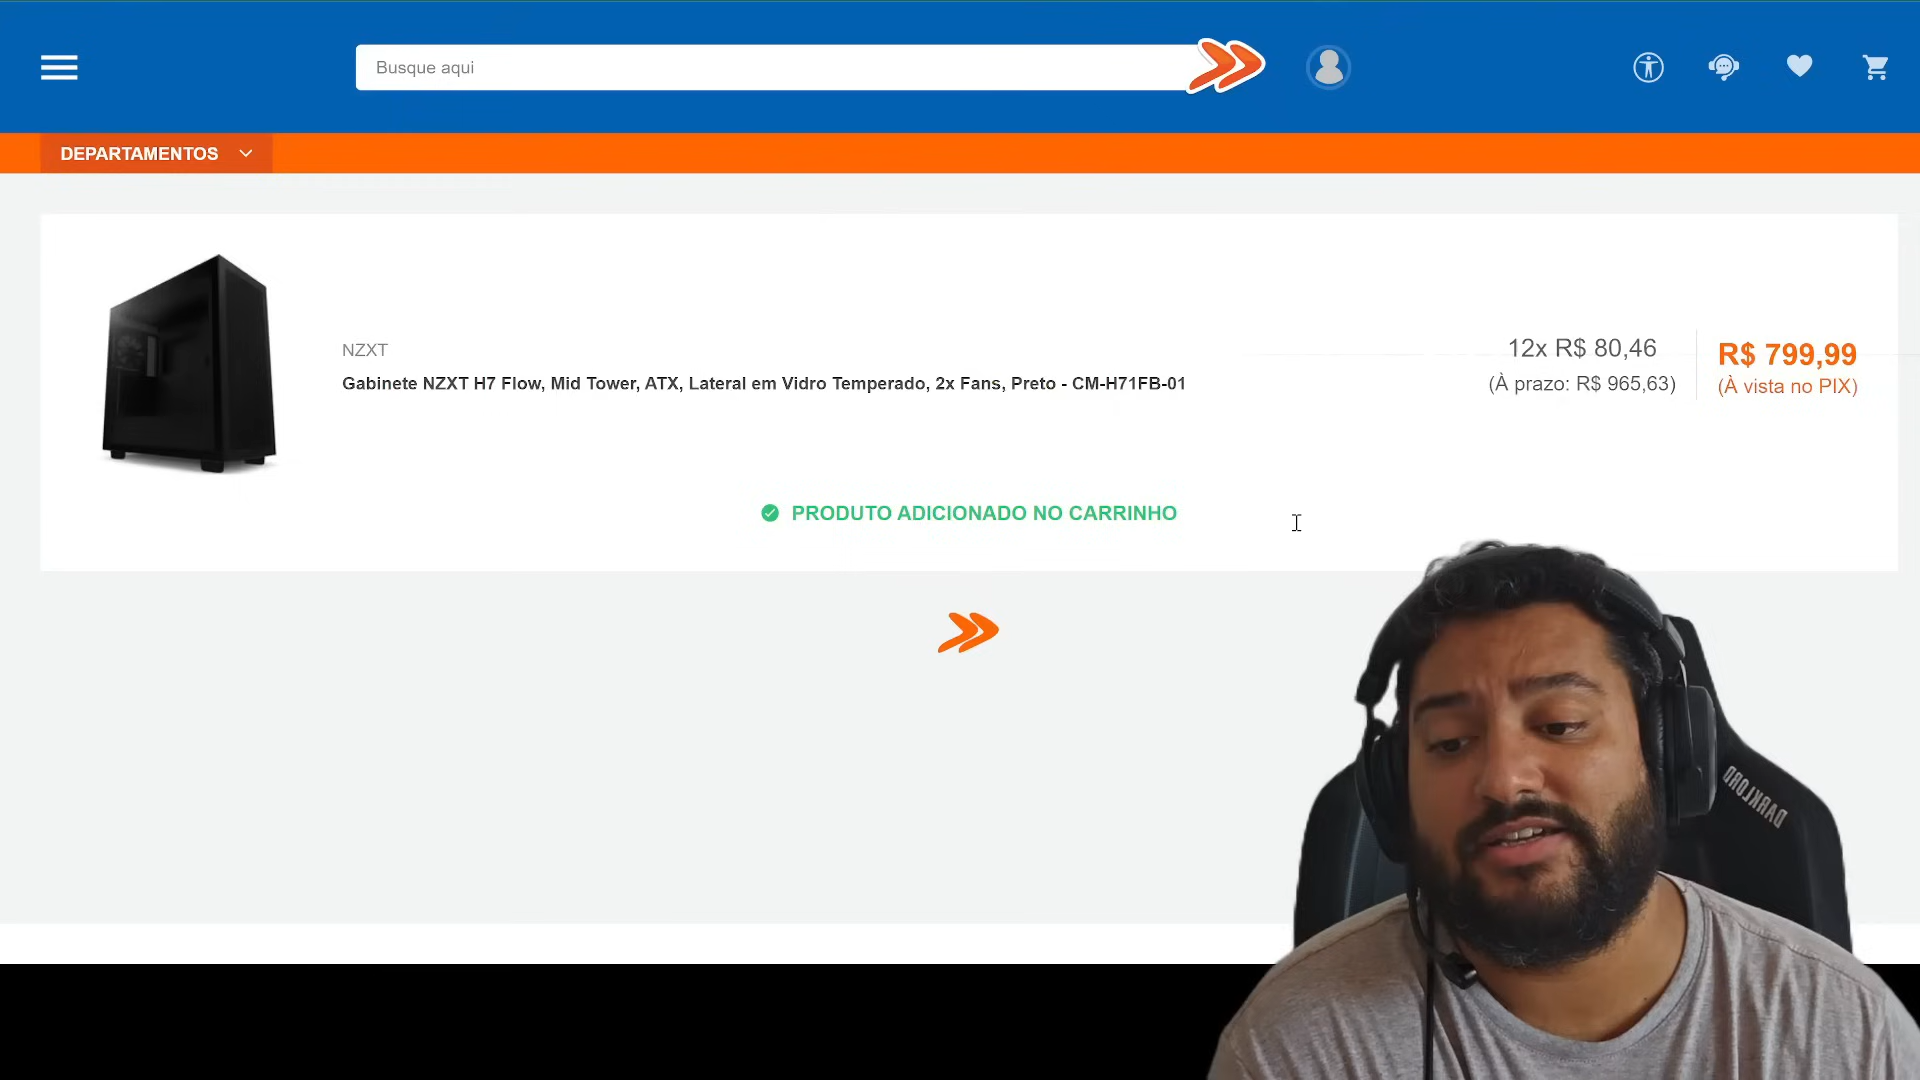 Busque aqui
DEPARTAMENTOS
NZXT
Gabinete NZXT H7 Flow, Mid Tower, ATX, Lateral em Vidro Temperado, 2x Fans, Preto - CM-H71FB-01
12x R$ 80,46
(À prazo: R$ 965,63)
R$ 799,99
(À vista no PIX)
PRODUTO ADICIONADO NO CARRINHO
DARKLORD